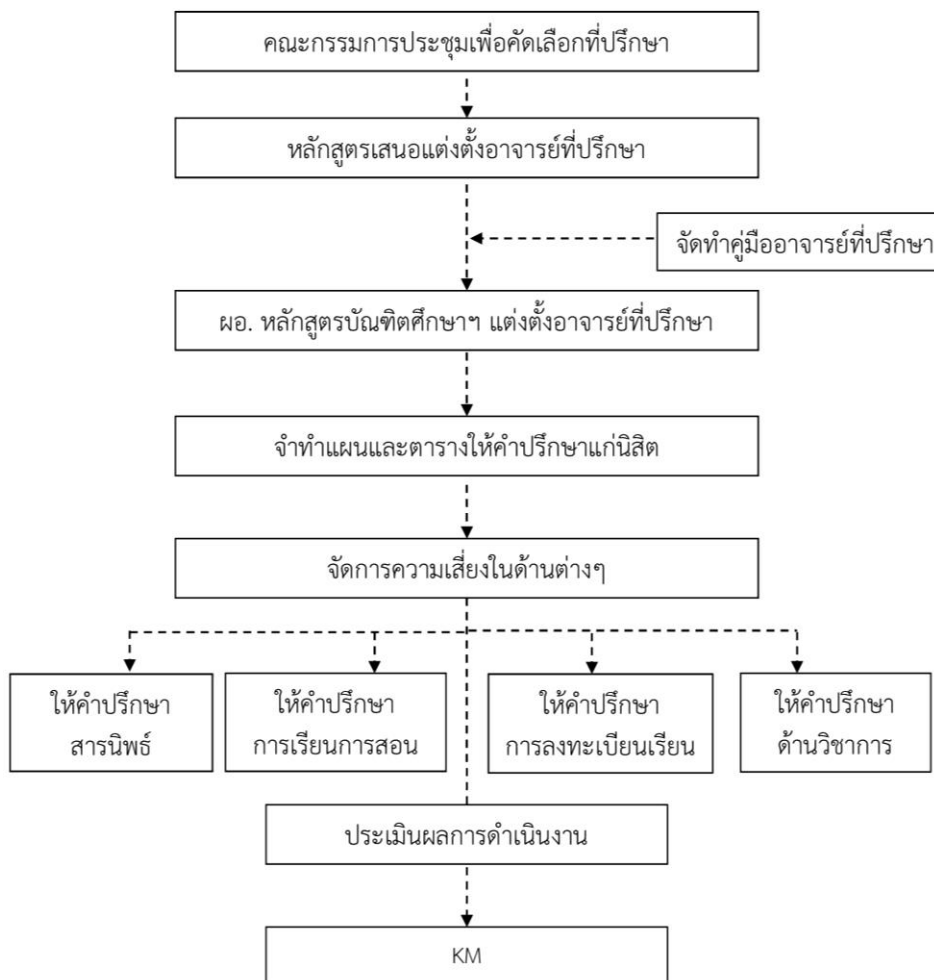 คณะกรรมการประชุมเพื่อคัดเลือกที่ปรึกษา
หลักสูตรเสนอแต่งตั้งอาจารย์ที่ปรึกษา
จัดทำคู่มืออาจารย์ที่ปรึกษา
ผอ. หลักสูตรบัณฑิตศึกษาฯ แต่งตั้งอาจารย์ที่ปรึกษา
จำทำแผนและตารางให้คำปรึกษาแก่นิสิต
จัดการความเสี่ยงในด้านต่างๆ
ให้คำปรึกษา
สารนิพธ์
ให้คำปรึกษา
การเรียนการสอน
ให้คำปรึกษา
การลงทะเบียนเรียน
ให้คำปรึกษา
ด้านวิชาการ
ประเมินผลการดำเนินงาน
KM